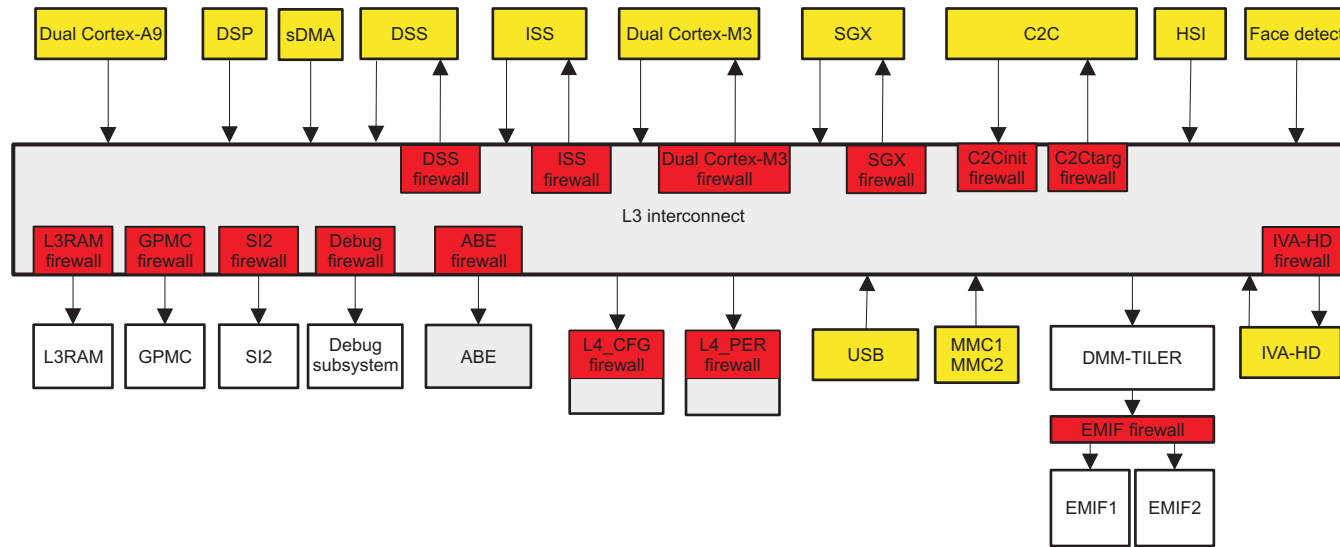 Dual Cortex-A9
DSP
sDMA
DSS
ISS
Dual Cortex-M3
SGX
C2C
HSI
Face detect
DSS
firewall
ISS
firewall
Dual Cortex-M3
firewall
SGX
firewall
C2Cinit
firewall
C2Ctarg
firewall
L3 interconnect
L3RAM
firewall
GPMC
firewall
SI2
firewall
Debug
firewall
ABE
firewall
IVA-HD
firewall
L3RAM
GPMC
SI2
Debug
subsystem
ABE
L4_CFG
firewall
L4_PER
firewall
USB
MMC1
MMC2
DMM-TILER
IVA-HD
EMIF firewall
EMIF1
EMIF2